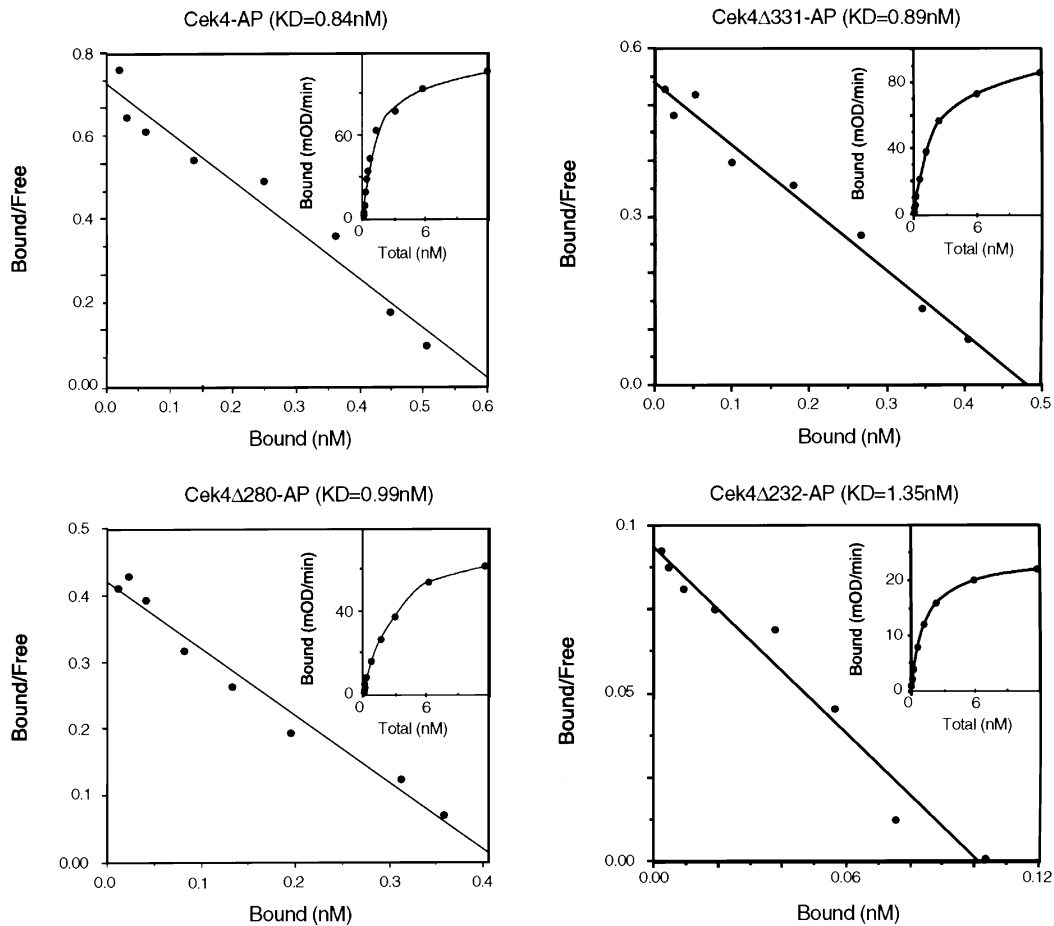 Cek4-AP (KD=0.84nM)
0.8
0.6
0.4
0.2
0.00
0.0 0.1 0.2 0.3 0.4 0.5 0.6
Bound/Free
Bound (nM)
60
0
0 6
Bound (mOD/min)
Total (nM)
Cek4Δ331-AP (KD=0.89nM)
0.6
0.3
0.0
0.0 0.1 0.2 0.3 0.4 0.5
Bound/Free
Bound (nM)
80
40
0
0 6
Bound (mOD/min)
Total (nM)
Cek4Δ280-AP (KD=0.99nM)
0.5
0.4
0.3
0.2
0.1
0.00
0.0 0.1 0.2 0.3 0.4
Bound/Free
Bound (nM)
40
0
0 6
Bound (mOD/min)
Total (nM)
Cek4Δ232-AP (KD=1.35nM)
0.1
0.05
0.00
0.00 0.06 0.12
Bound/Free
Bound (nM)
20
10
0
0 6
Bound (mOD/min)
Total (nM)